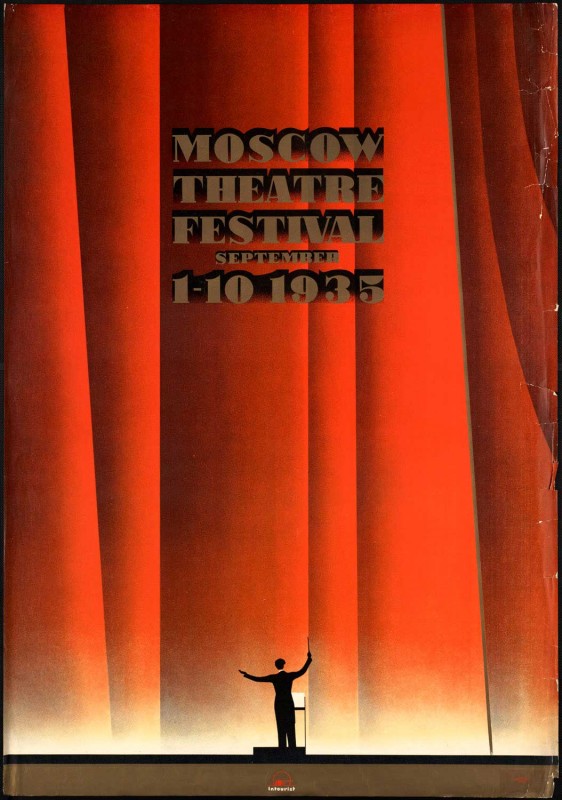 MOSCOW
THEATRE
FESTIVAL
SEPTEMBER
1-10 1935
intourist